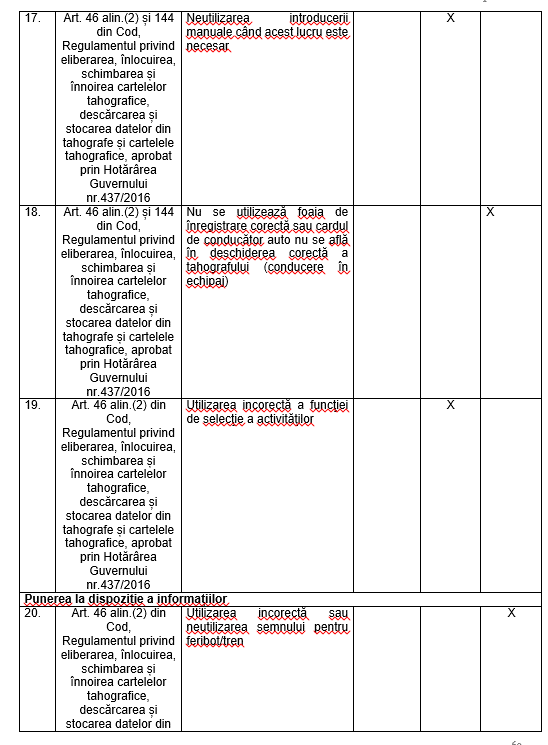 17.
Art. 46 alin.(2) și 144
din Cod,
Regulamentul privind
eliberarea, înlocuirea,
schimbarea și
înnoirea cartelelor
tahografice,
descărcarea și
stocarea datelor din
tahografe și cartelele
tahografice, aprobat
prin Hotărârea
Guvernului
nr.437/2016
Neutilizarea introducerii
manuale când acest lucru este
necesar
X
18.
Art. 46 alin.(2) și 144
din Cod,
Regulamentul privind
eliberarea, înlocuirea,
schimbarea și
înnoirea cartelelor
tahografice,
descărcarea și
stocarea datelor din
tahografe și cartelele
tahografice, aprobat
prin Hotărârea
Guvernului
nr.437/2016
Nu se utilizează foaia de
înregistrare corectă sau cardul
de conducător auto nu se află
în deschiderea corectă a
tahografului (conducere în
echipaj)
X
19.
Art. 46 alin.(2) din
Cod,
Regulamentul privind
eliberarea, înlocuirea,
schimbarea și
înnoirea cartelelor
tahografice,
descărcarea și
stocarea datelor din
tahografe și cartelele
tahografice, aprobat
prin Hotărârea
Guvernului
nr.437/2016
Utilizarea incorectă a funcției
de selecție a activităților
X
Punerea la dispoziție a informațiilor
20.
Art. 46 alin.(2) din
Cod,
Regulamentul privind
eliberarea, înlocuirea,
schimbarea și
înnoirea cartelelor
tahografice,
descărcarea și
stocarea datelor din
Utilizarea incorectă sau
neutilizarea semnului pentru
feribot/tren
X